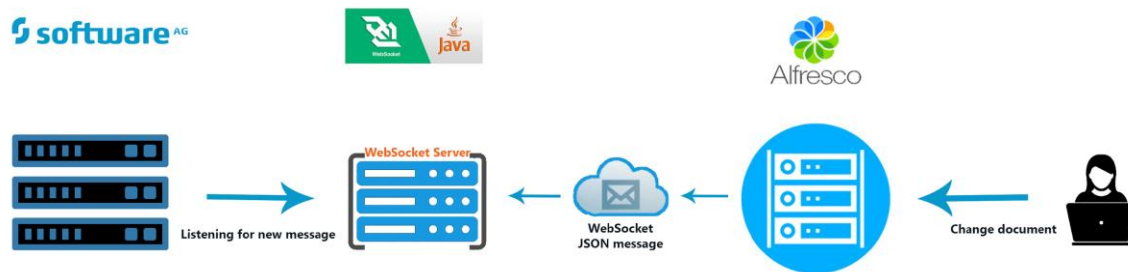 software AG
WebSocket
Java
Alfresco
WebSocket Server
Listening for new message
WebSocket
JSON message
Change document